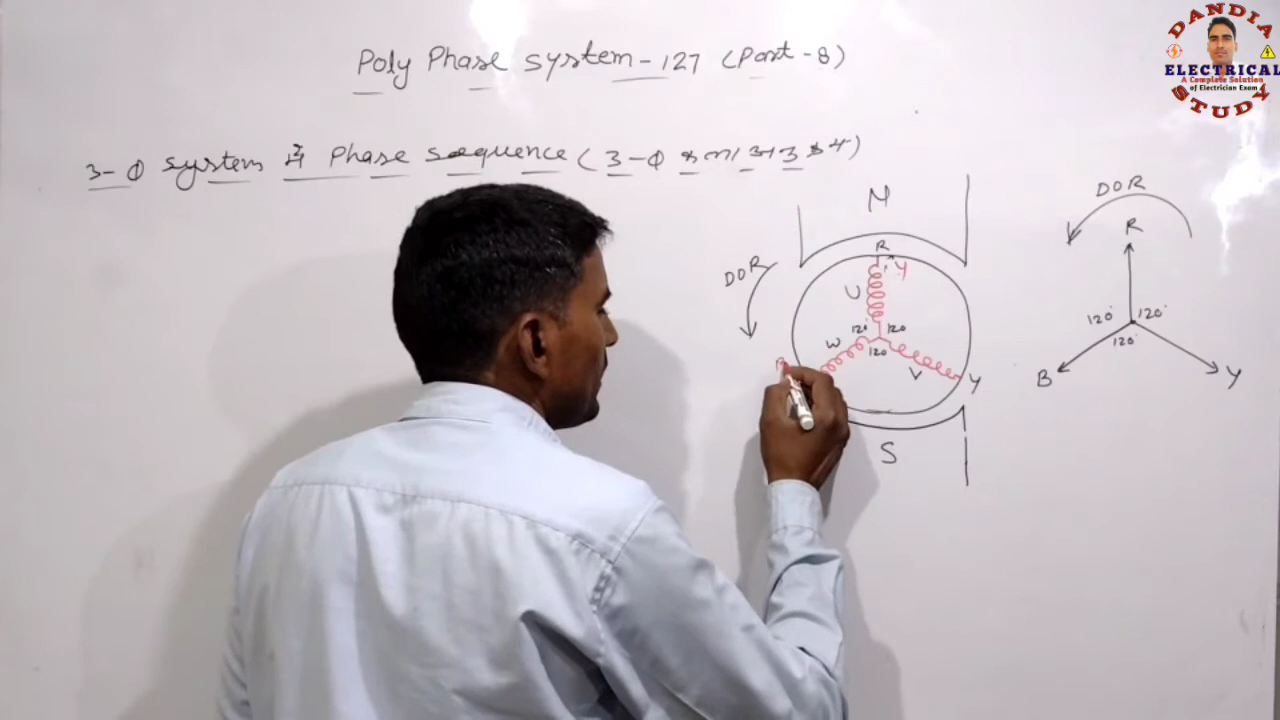 Poly Phase system-127 (Part-8)
3-Φ system में Phase sequence (3-Φ
DANDIA
ELECTRICAL
A Complete Solution
of Electrician Exam
STUDY
N
DOR
R
Y
U
120° 120
W
120
V
Y
S
DOR
R
120° 120°
120°
B
Y